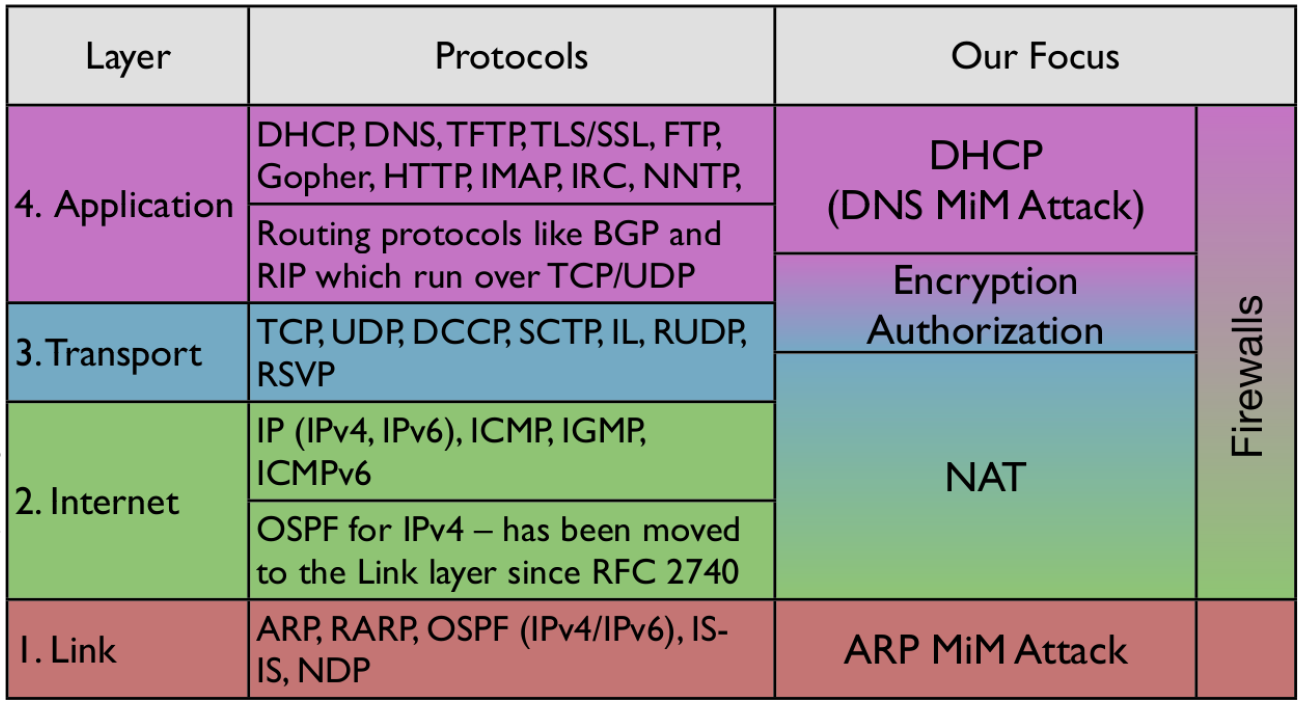 Layer
Protocols
Our Focus
4. Application
DHCP, DNS, TFTP, TLS/SSL, FTP,
Gopher, HTTP, IMAP, IRC, NNTP,
Routing protocols like BGP and
RIP which run over TCP/UDP
DHCP
(DNS MiM Attack)
Encryption
Authorization
Firewalls
3. Transport
TCP, UDP, DCCP, SCTP, IL, RUDP,
RSVP
2. Internet
IP (IPv4, IPv6), ICMP, IGMP,
ICMPv6
OSPF for IPv4 – has been moved
to the Link layer since RFC 2740
NAT
1. Link
ARP, RARP, OSPF (IPv4/IPv6), IS-
IS, NDP
ARP MiM Attack